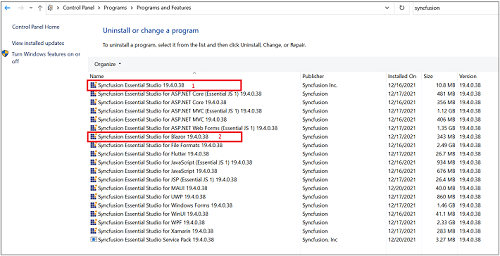 Control Panel > Programs > Programs and Features
syncfusion
Control Panel Home
View installed updates
Turn Windows features on or off
Uninstall or change a program
To uninstall a program, select it from the list and then click Uninstall, Change, or Repair.
Organize
Name Publisher Installed On Size Version
Syncfusion Essential Studio 19.4.0.38 1 Syncfusion Inc. 12/16/2021 10.8 MB 19.4.0.38
Syncfusion Essential Studio for ASP.NET Core (Essential JS 1) 19.4.0.38 Syncfusion 12/17/2021 481 MB 19.4.0.38
Syncfusion Essential Studio for ASP.NET Core 19.4.0.38 Syncfusion 12/17/2021 356 MB 19.4.0.38
Syncfusion Essential Studio for ASP.NET MVC (Essential JS 1) 19.4.0.38 Syncfusion 12/17/2021 1.12 GB 19.4.0.38
Syncfusion Essential Studio for ASP.NET MVC 19.4.0.38 Syncfusion 12/17/2021 406 MB 19.4.0.38
Syncfusion Essential Studio for ASP.NET Web Forms (Essential JS 1) 19.4.0.38 Syncfusion 12/17/2021 1.35 GB 19.4.0.38
Syncfusion Essential Studio for Blazor 19.4.0.38 2 Syncfusion 12/17/2021 343 MB 19.4.0.38
Syncfusion Essential Studio for File Formats 19.4.0.38 Syncfusion 12/17/2021 2.49 GB 19.4.0.38
Syncfusion Essential Studio for Flutter 19.4.0.38 Syncfusion 12/17/2021 26.7 MB 19.4.0.38
Syncfusion Essential Studio for JavaScript (Essential JS 1) 19.4.0.38 Syncfusion 12/16/2021 934 MB 19.4.0.38
Syncfusion Essential Studio for JavaScript 19.4.0.38 Syncfusion 12/17/2021 676 MB 19.4.0.38
Syncfusion Essential Studio for JSP (Essential JS 1) 19.4.0.38 Syncfusion 12/17/2021 26.4 MB 19.4.0.38
Syncfusion Essential Studio for MAUI 19.4.0.38 Syncfusion 12/20/2021 40.0 MB 19.4.0.38
Syncfusion Essential Studio for UWP 19.4.0.38 Syncfusion 12/17/2021 860 MB 19.4.0.38
Syncfusion Essential Studio for Windows Forms 19.4.0.38 Syncfusion 12/17/2021 1.46 GB 19.4.0.38
Syncfusion Essential Studio for WinUI 19.4.0.38 Syncfusion 12/16/2021 41.1 MB 19.4.0.38
Syncfusion Essential Studio for WPF 19.4.0.38 Syncfusion 12/17/2021 2.33 GB 19.4.0.38
Syncfusion Essential Studio for Xamarin 19.4.0.38 Syncfusion 12/17/2021 283 MB 19.4.0.38
Syncfusion Essential Studio Service Pack 19.4.0.38 Syncfusion, Inc 12/20/2021 3.27 MB 19.4.0.38